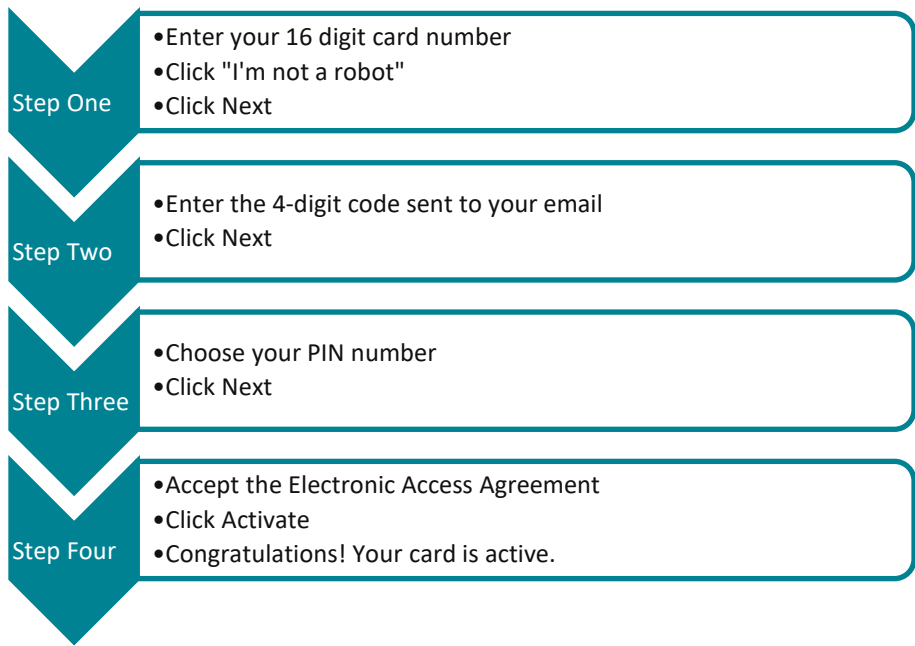 Step One
•Enter your 16 digit card number
•Click "I'm not a robot"
•Click Next
Step Two
•Enter the 4-digit code sent to your email
•Click Next
Step Three
•Choose your PIN number
•Click Next
Step Four
•Accept the Electronic Access Agreement
•Click Activate
•Congratulations! Your card is active.